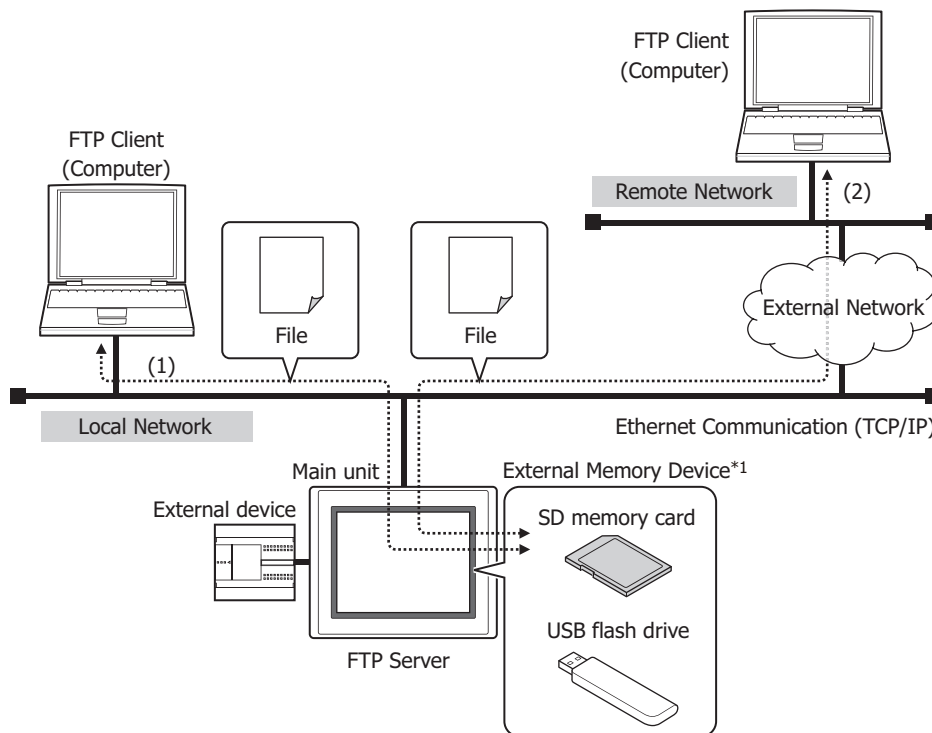 FTP Client
(Computer)
FTP Client
(Computer)
Remote Network
(2)
File
File
External Network
(1)
Local Network
Ethernet Communication (TCP/IP)
Main unit
External Memory Device*1
External device
SD memory card
USB flash drive
FTP Server